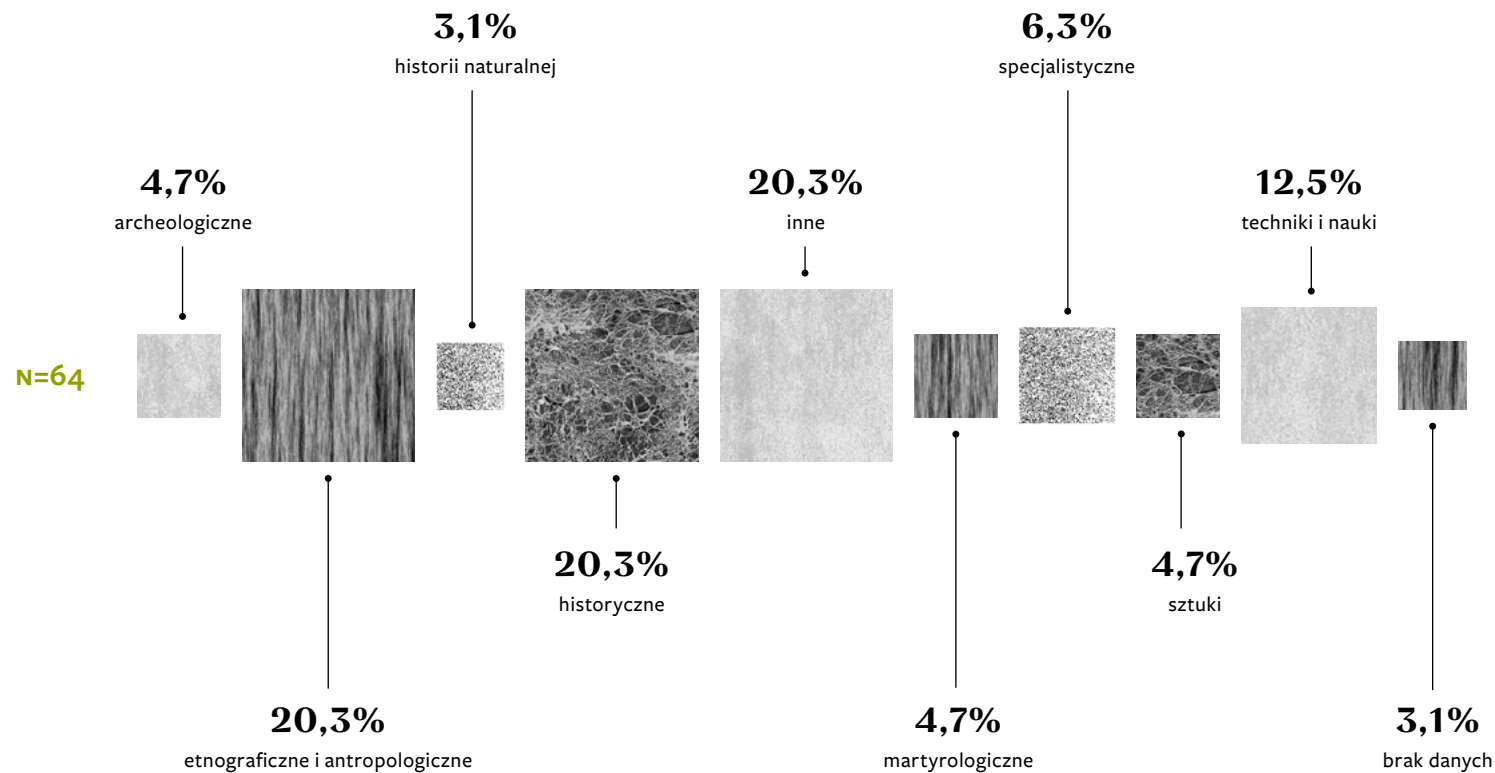 3,1%
historii naturalnej
6,3%
specjalistyczne
4,7%
archeologiczne
20,3%
inne
12,5%
techniki i nauki
N=64
20,3%
historyczne
4,7%
sztuki
20,3%
etnograficzne i antropologiczne
4,7%
martyrologiczne
3,1%
brak danych